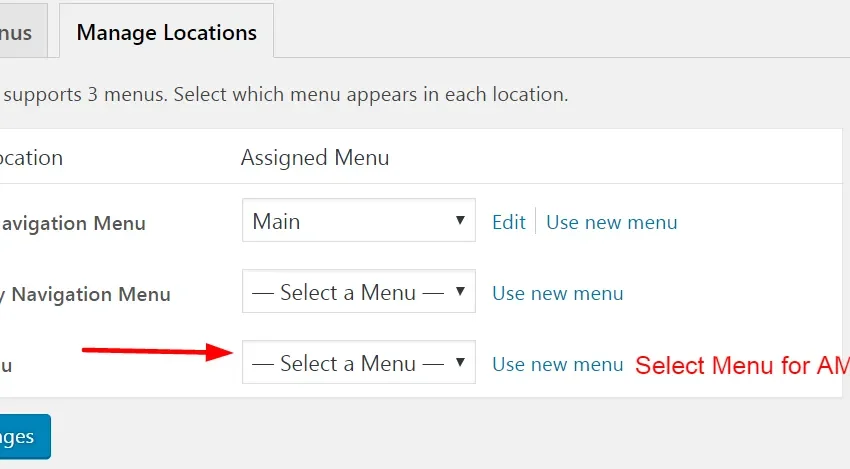 nus Manage Locations
supports 3 menus. Select which menu appears in each location.
ocation Assigned Menu
avigation Menu Main Edit Use new menu
y Navigation Menu — Select a Menu — Use new menu
u — Select a Menu — Use new menu Select Menu for AM
nges